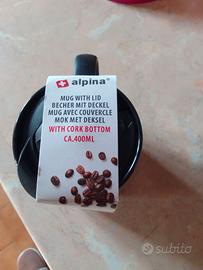 alpina®
MUG WITH LID
BECHER MIT DECKEL
MUG AVEC COUVERCLE
MOK MET DEKSEL
WITH CORK BOTTOM
CA.400ML
subito